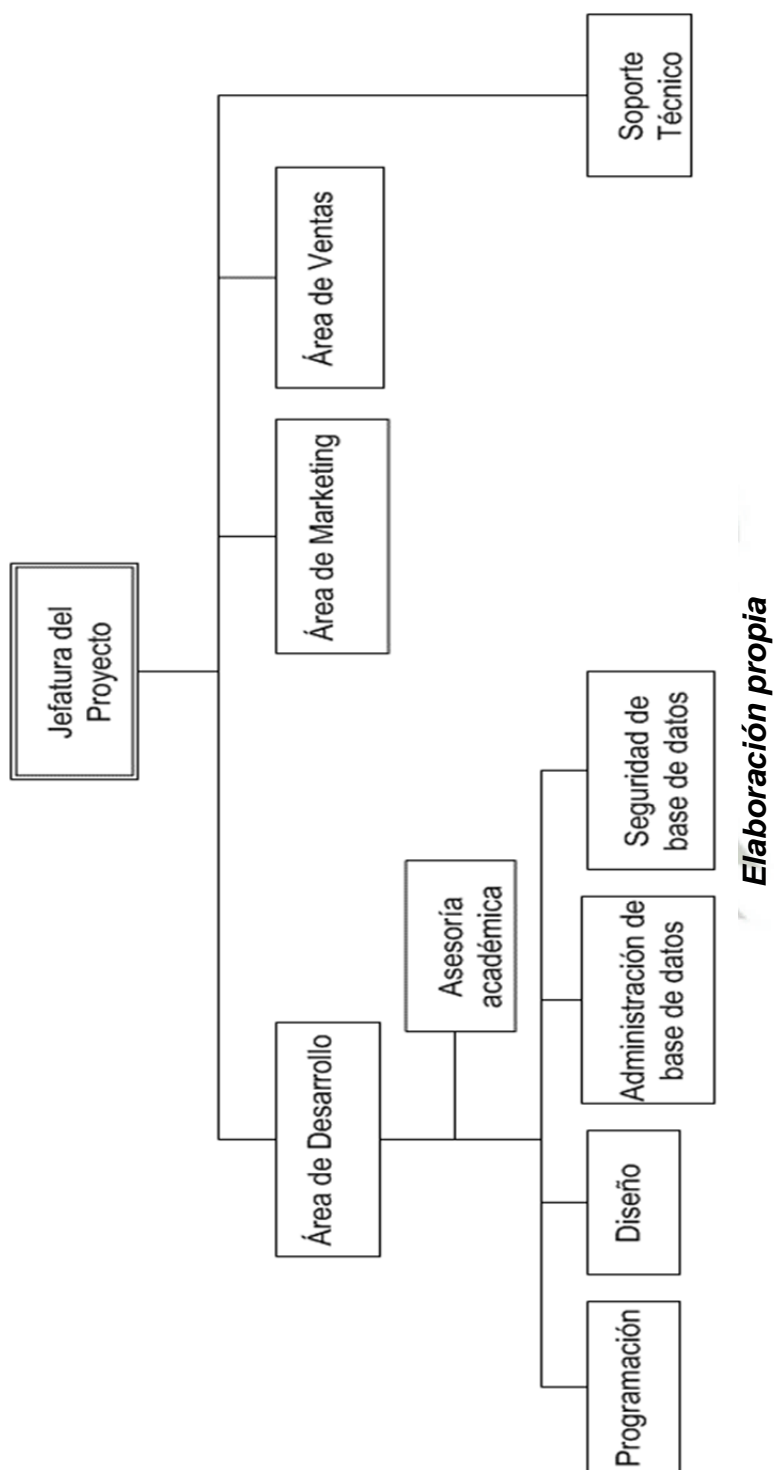 Jefatura del
Proyecto
Área de Desarrollo
Área de Marketing
Área de Ventas
Asesoría
académica
Programación
Diseño
Administración de
base de datos
Seguridad de
base de datos
Soporte
Técnico
Elaboración propia